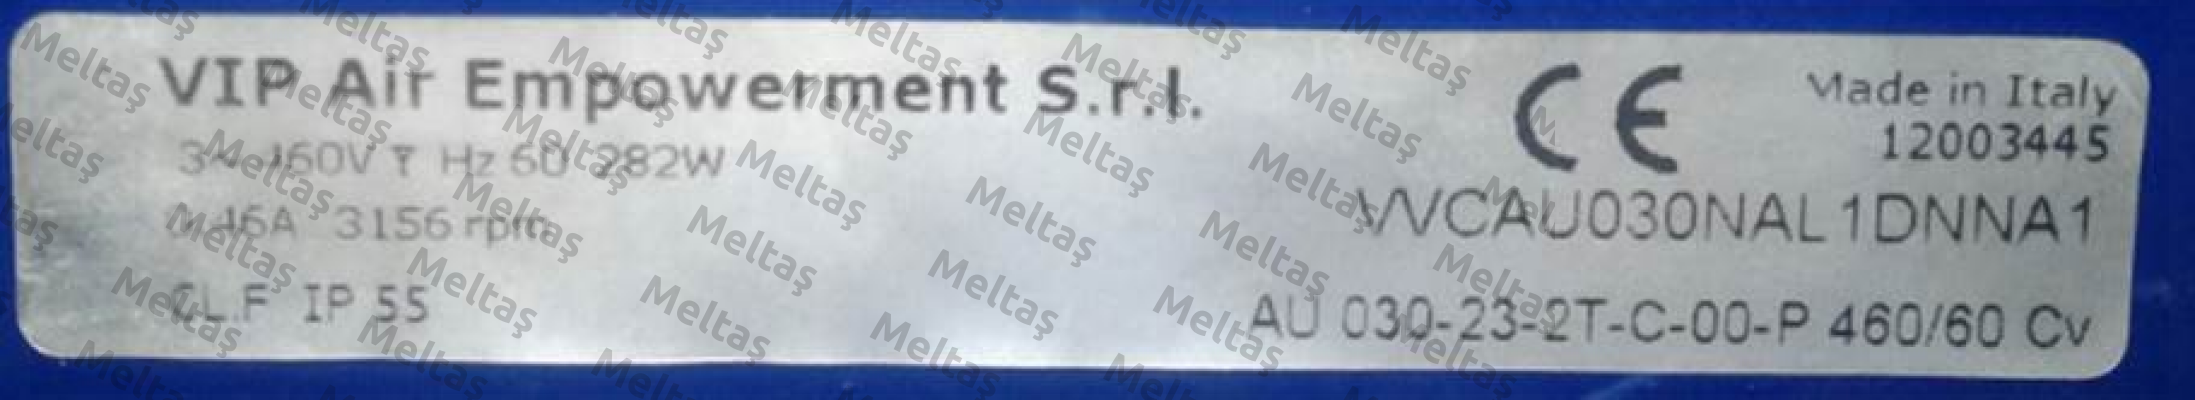 VIP Air Empowerment S.r.l.
3~ 460V Hz 60 282W
46A 3156 rpm
CL.F IP 55
CE
Made in Italy
12003445
VVCAU030NAL1DNNA1
AU 030-23-2T-C-00-P 460/60 Cv
Meltaş